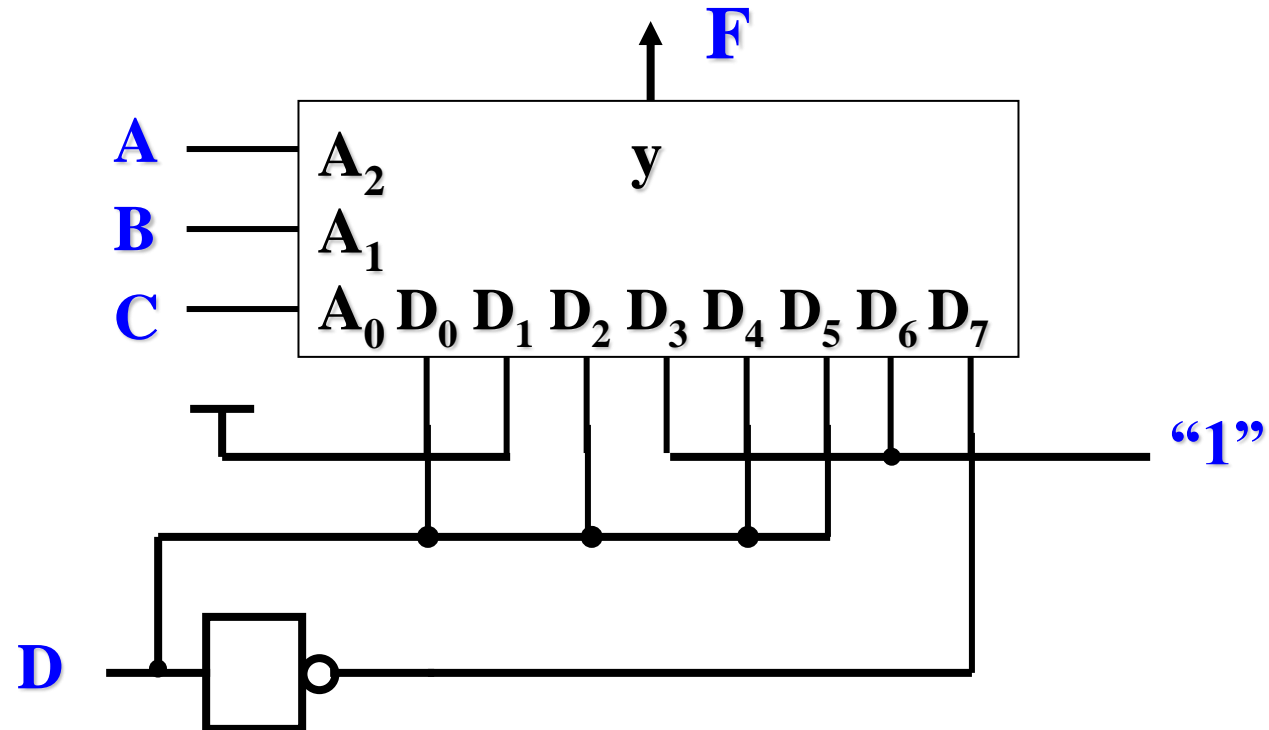 F
A A₂ y
B A₁
C A₀ D₀ D₁ D₂ D₃ D₄ D₅ D₆ D₇
“1”
D